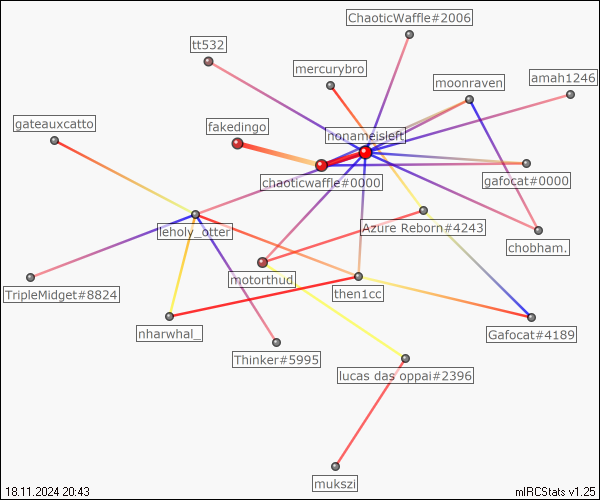 ChaoticWaffle#2006
tt532
mercurybro
moonraven
amah1246
gateauxcatto
fakedingo
nonameisleft
chaoticwaffle#0000
gafocat#0000
leholy_otter
Azure Reborn#4243
chobham.
motorthud
TripleMidget#8824
then1cc
nharwhal_
Gafocat#4189
Thinker#5995
lucas das oppai#2396
mukszi
18.11.2024 20:43
mIRCStats v1.25